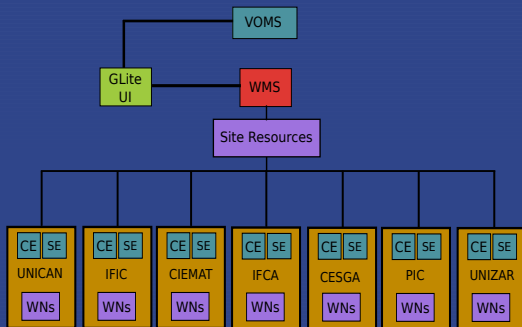 VOMS
GLite
UI
WMS
Site Resources
CE SE CE SE CE SE CE SE CE SE CE SE CE SE
UNICAN IFIC CIEMAT IFCA CESGA PIC UNIZAR
WNs WNs WNs WNs WNs WNs WNs